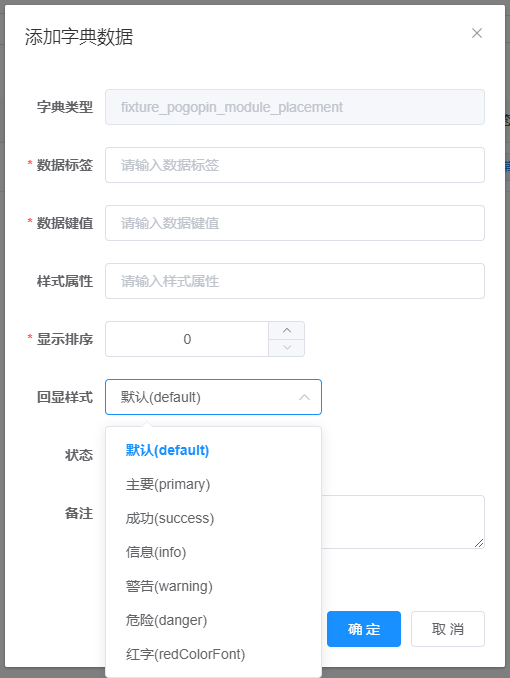 添加字典数据
字典类型 fixture_pogopin_module_placement
* 数据标签 请输入数据标签
* 数据键值 请输入数据键值
样式属性 请输入样式属性
* 显示排序 0
回显样式 默认(default)
状态
备注
默认(default)
主要(primary)
成功(success)
信息(info)
警告(warning)
危险(danger)
红字(redColorFont)
确 定 取 消